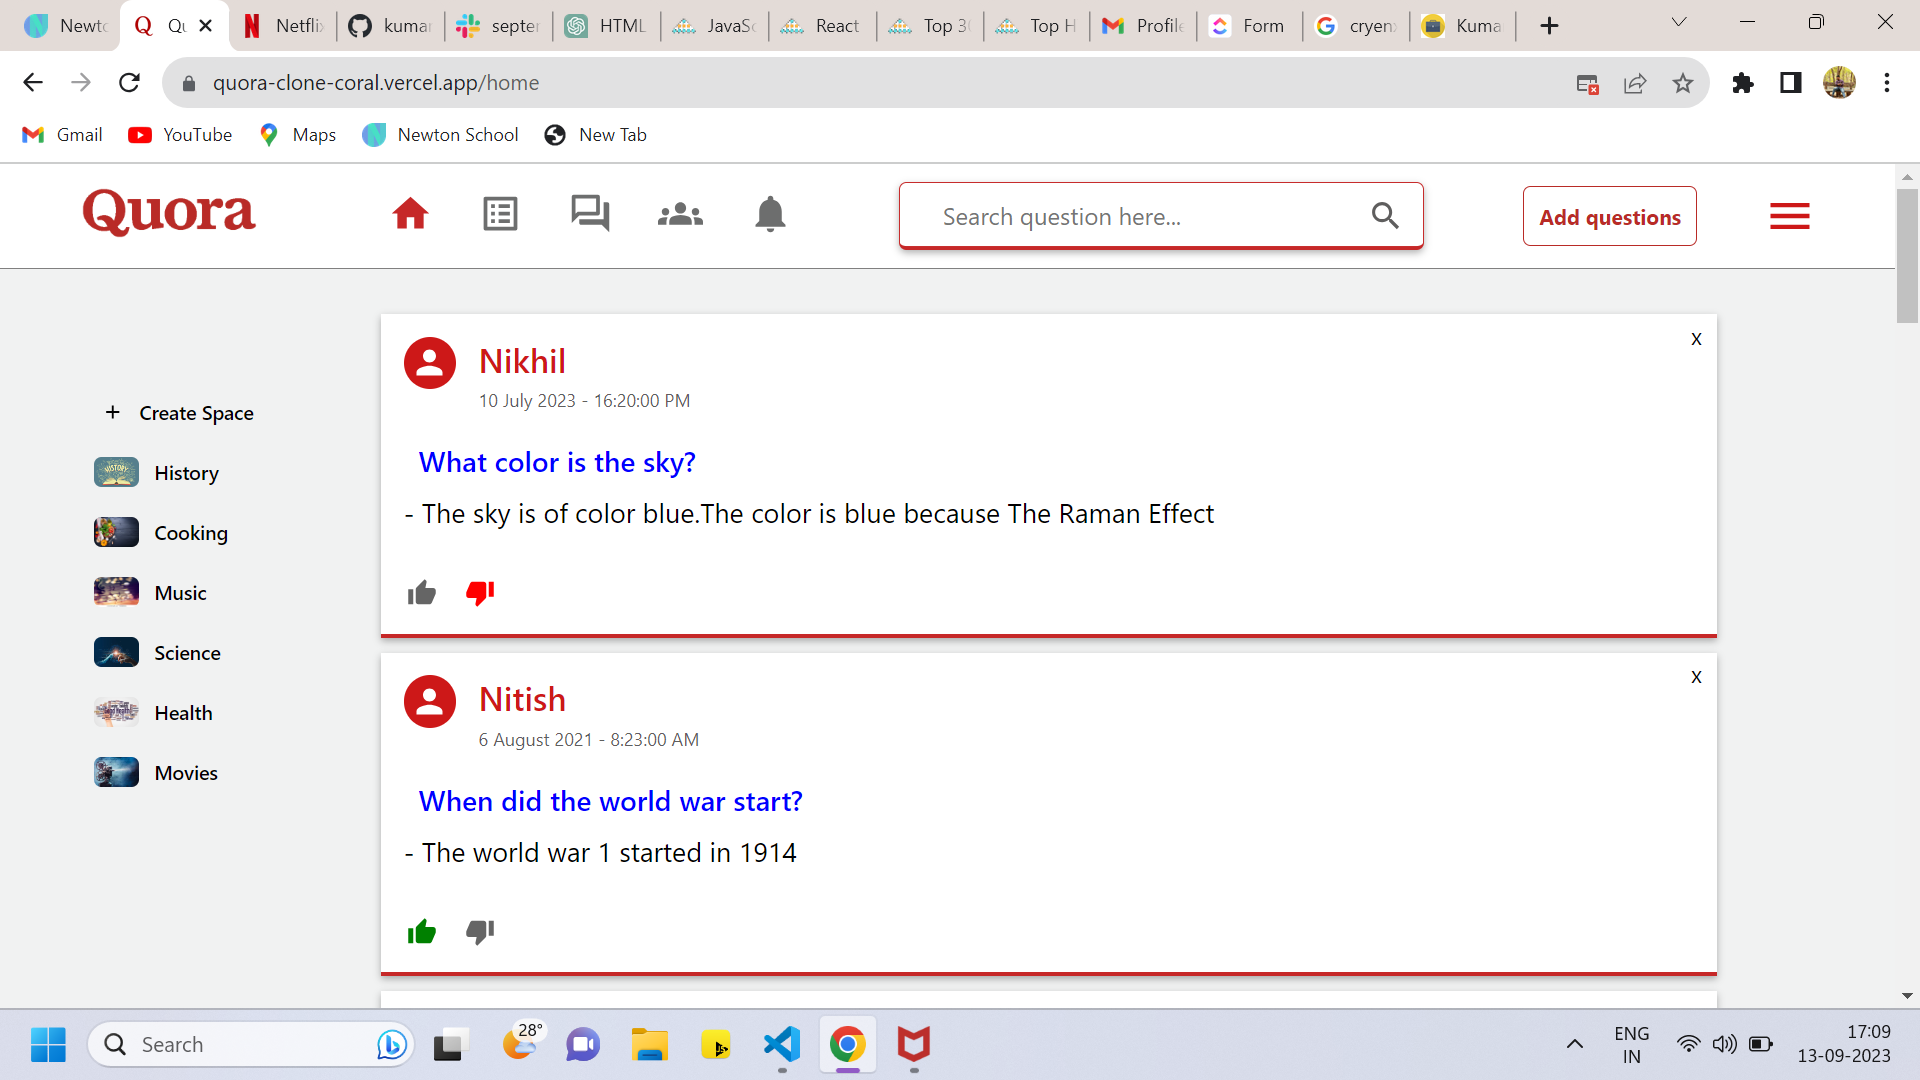 Newto
Qu
Netflix
kumar
septem
HTML
JavaSc
React
Top 30
Top H
Profile
Form
cryenx
Kuma
quora-clone-coral.vercel.app/home
Gmail
YouTube
Maps
Newton School
New Tab
Quora
Search question here...
Add questions
Create Space
History
Cooking
Music
Science
Health
Movies
Nikhil
x
10 July 2023 - 16:20:00 PM
What color is the sky?
- The sky is of color blue.The color is blue because The Raman Effect
Nitish
x
6 August 2021 - 8:23:00 AM
When did the world war start?
- The world war 1 started in 1914
Search
28°
ENG
IN
17:09
13-09-2023